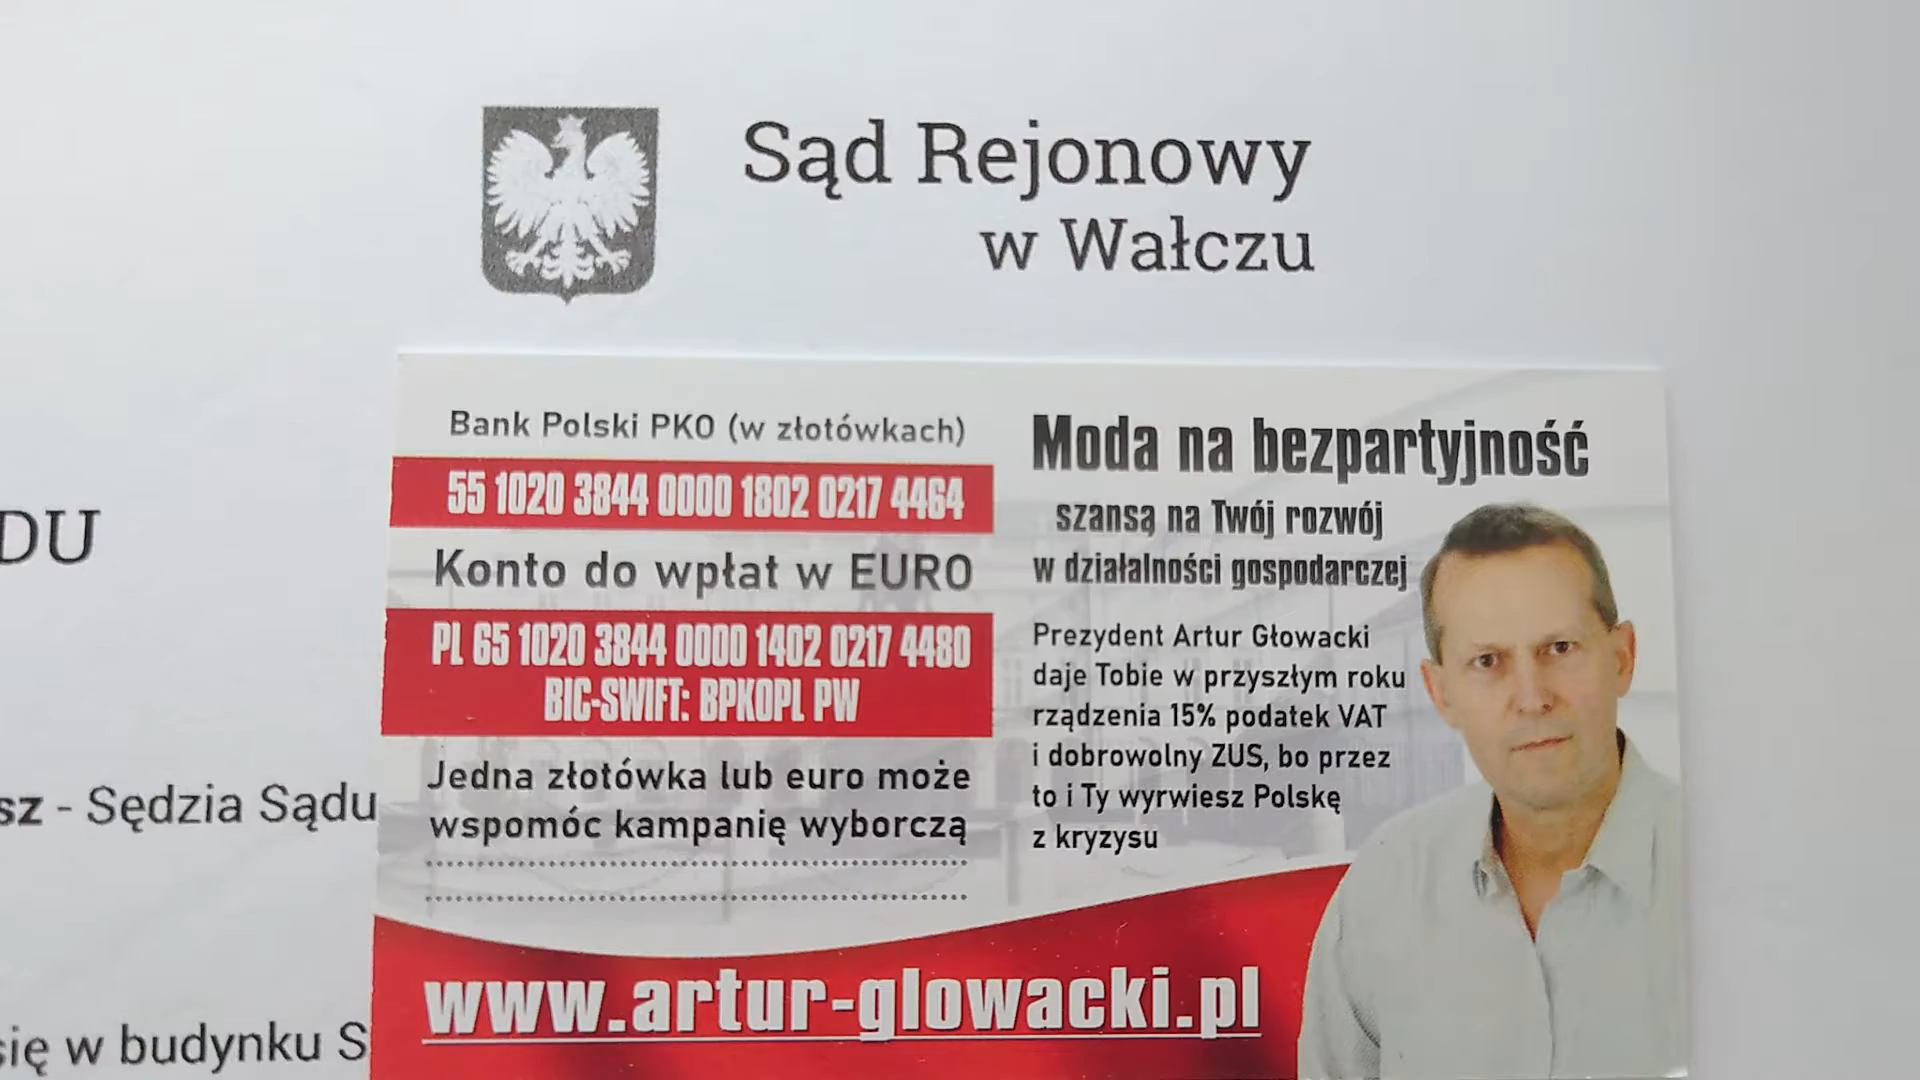 Sąd Rejonowy
w Wałczu
DU
sz - Sędzia Sądu
się w budynku S
Bank Polski PKO (w złotówkach)
55 1020 3844 0000 1802 0217 4464
Konto do wpłat w EURO
PL 65 1020 3844 0000 1402 0217 4480
BIC-SWIFT: BPKOPL PW
Jedna złotówka lub euro może
wspomóc kampanię wyborczą
Moda na bezpartyjność
szansą na Twój rozwój
w działalności gospodarczej
Prezydent Artur Głowacki
daje Tobie w przyszłym roku
rządzenia 15% podatek VAT
i dobrowolny ZUS, bo przez
to i Ty wyrwiesz Polskę
z kryzysu
www.artur-glowacki.pl